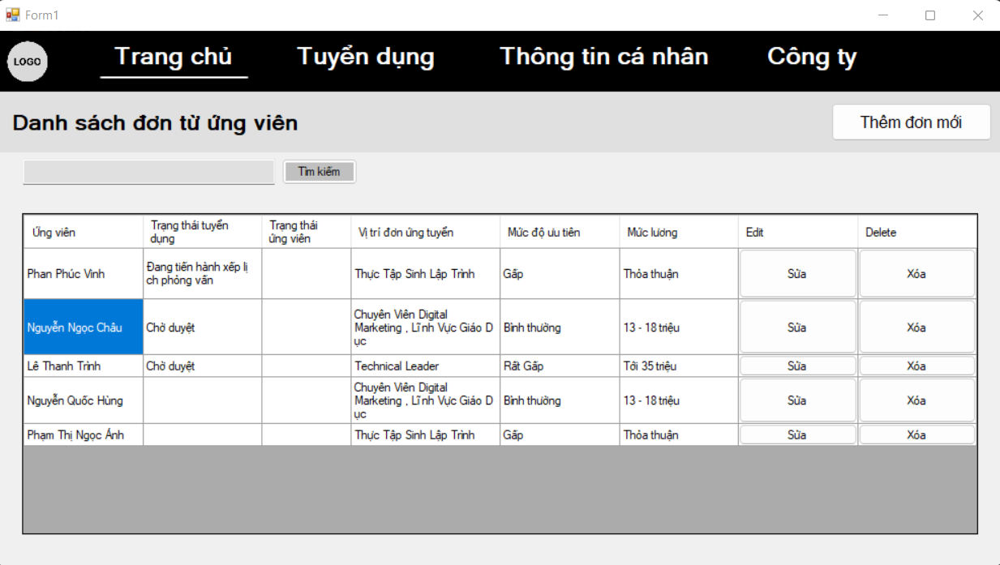 Form1
LOGO
Trang chủ Tuyển dụng Thông tin cá nhân Công ty
Danh sách đơn từ ứng viên
Thêm đơn mới
Tìm kiếm
Ứng viên
Trạng thái tuyển
dụng
Trạng thái
ứng viên
Vị trí đơn ứng tuyển
Mức độ ưu tiên
Mức lương
Edit
Delete
Phan Phúc Vinh
Đang tiến hành xếp lị
ch phỏng vấn
Thực Tập Sinh Lập Trình
Gấp
Thỏa thuận
Sửa
Xóa
Nguyễn Ngọc Châu
Chờ duyệt
Chuyên Viên Digital
Marketing , Lĩnh Vực Giáo D
ục
Bình thường
13 - 18 triệu
Sửa
Xóa
Lê Thanh Trình
Chờ duyệt
Technical Leader
Rất Gấp
Tới 35 triệu
Sửa
Xóa
Nguyễn Quốc Hùng
Chuyên Viên Digital
Marketing , Lĩnh Vực Giáo D
ục
Bình thường
13 - 18 triệu
Sửa
Xóa
Phạm Thị Ngọc Ánh
Thực Tập Sinh Lập Trình
Gấp
Thỏa thuận
Sửa
Xóa